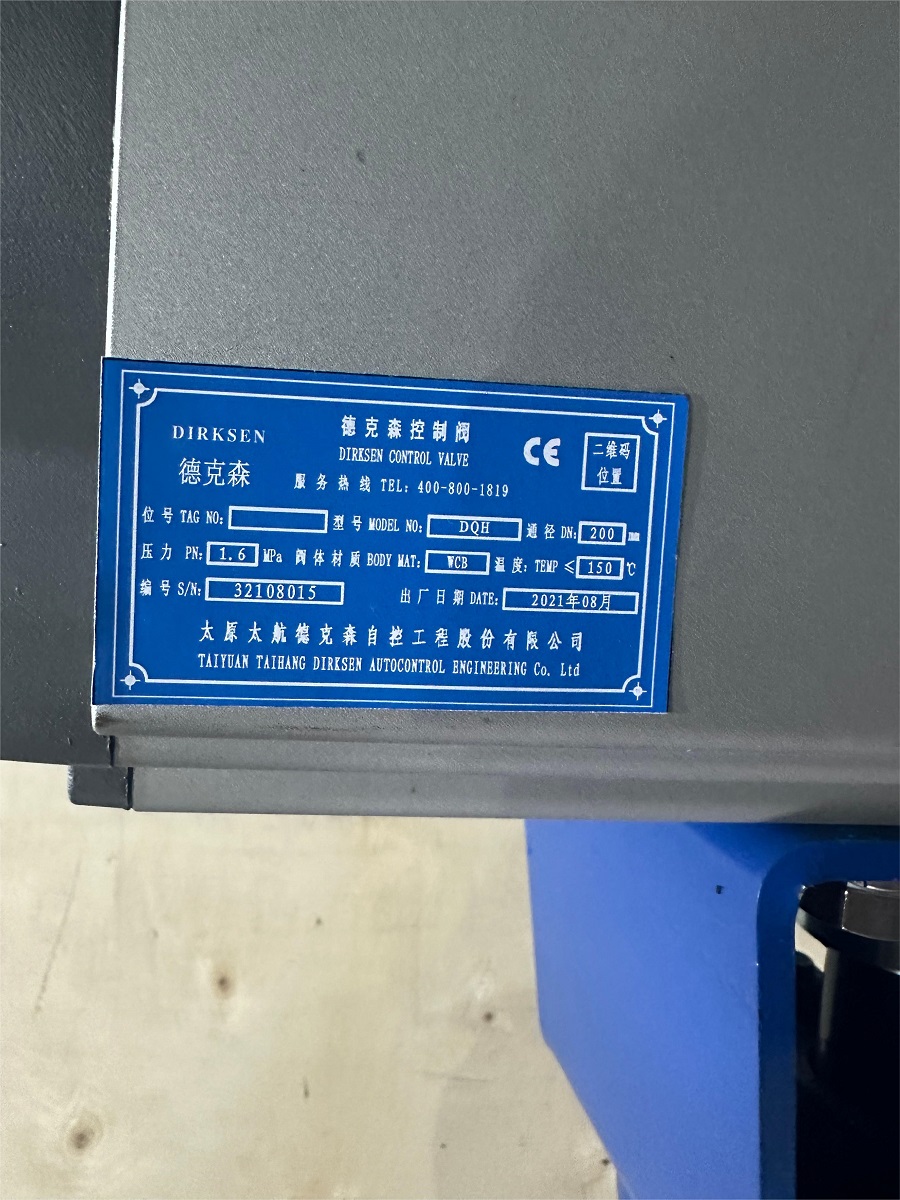 DIRKSEN
德克森
德克森控制阀
DIRKSEN CONTROL VALVE
服务热线 TEL: 400-800-1819
CE
二维码
位置
位号 TAG NO: 型号 MODEL NO: DQH 通径 DN: 200 mm
压力 PN: 1.6 MPa 阀体材质 BODY MAT: WCB 温度: TEMP ≤ 150 ℃
编号 S/N: 32108015 出厂日期 DATE: 2021年08月
太原太航德克森自控工程股份有限公司
TAIYUAN TAIHANG DIRKSEN AUTOCONTROL ENGINEERING Co. Ltd